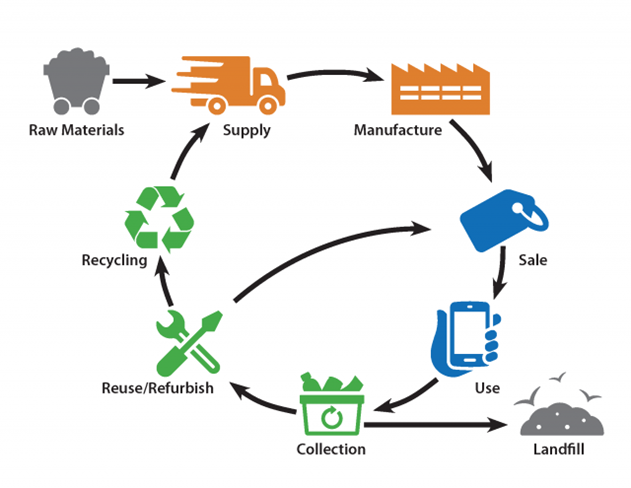 Raw Materials
Supply
Manufacture
Sale
Use
Landfill
Collection
Reuse/Refurbish
Recycling